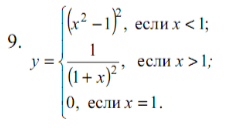 9. y = { (x² − 1)², если x < 1;
1 / (1 + x)², если x > 1;
0, если x = 1.